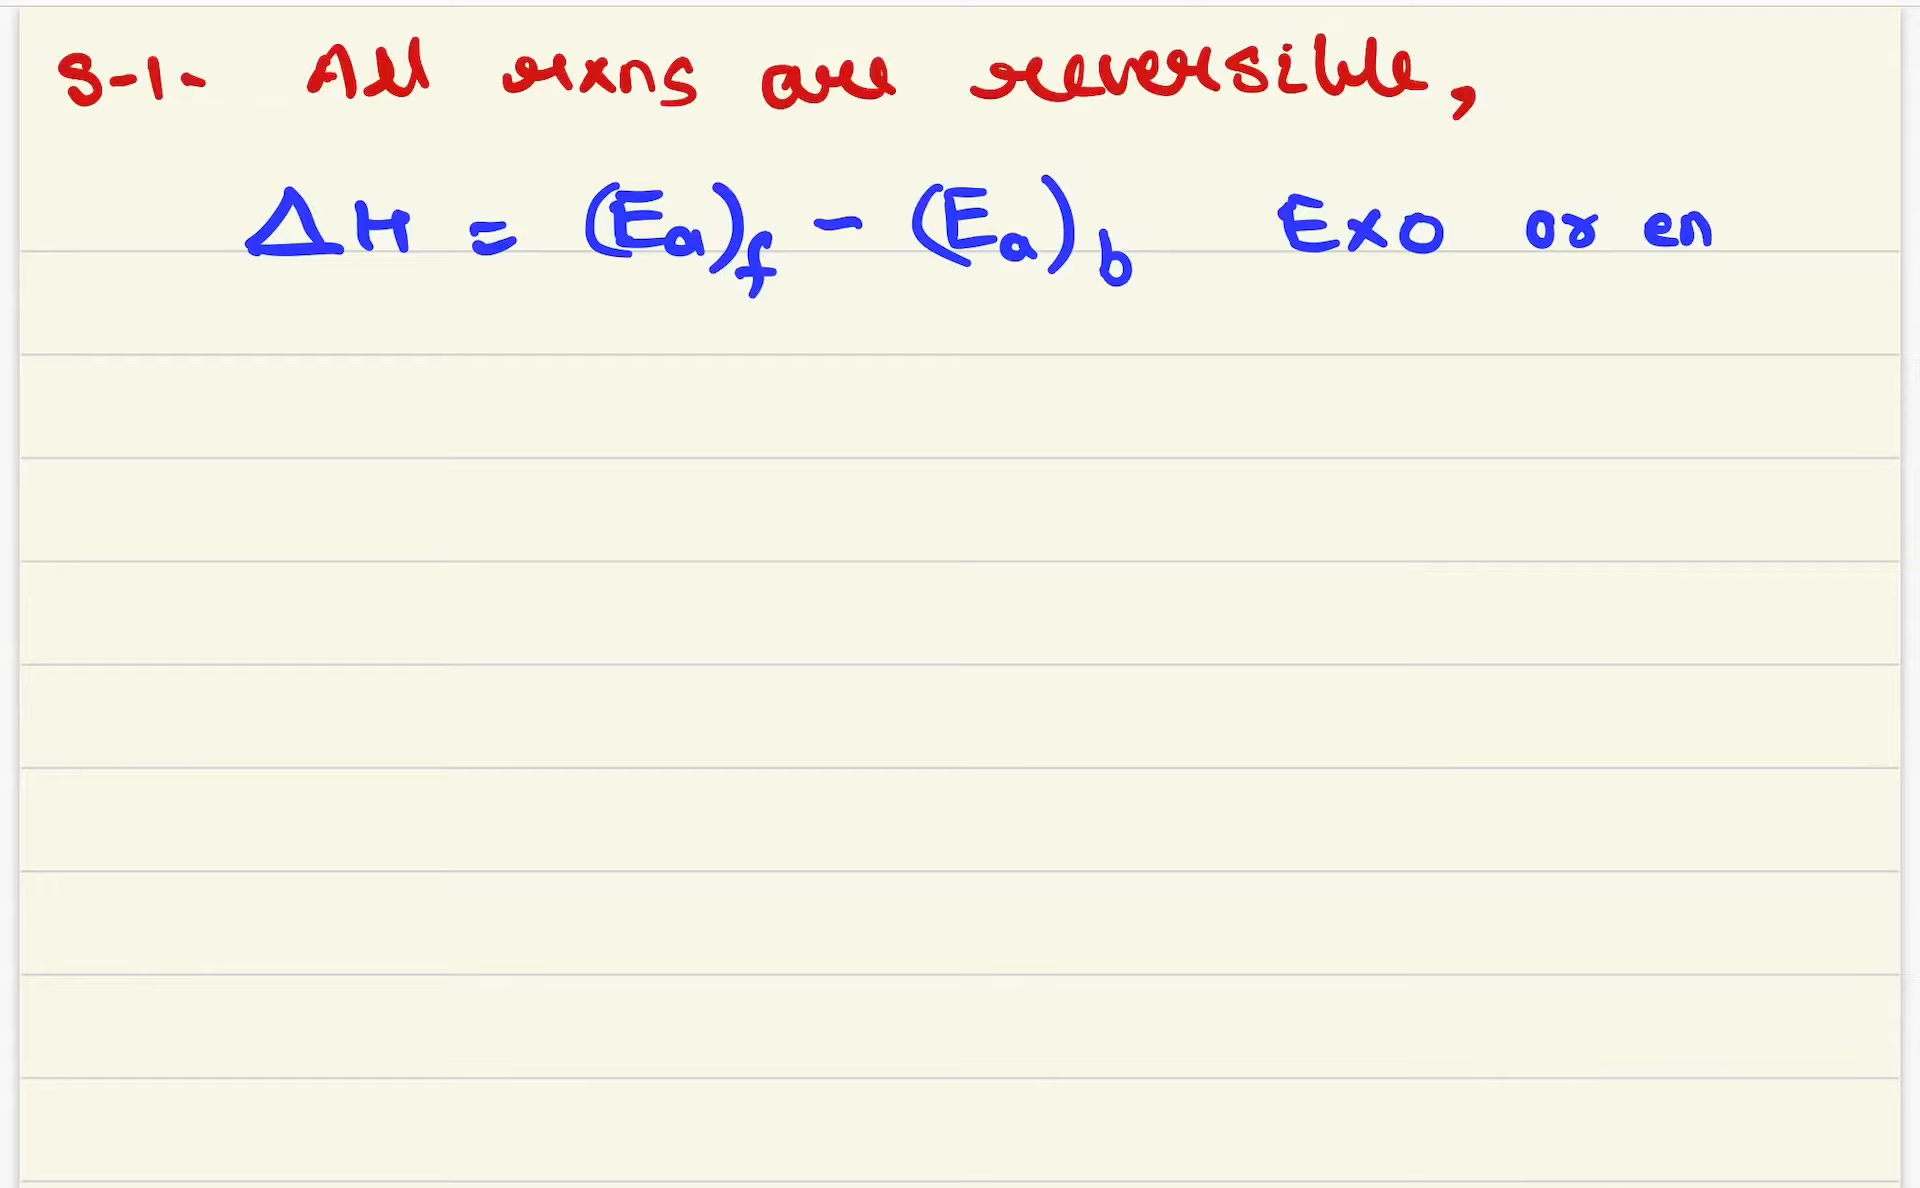 S-1- All rxns are reversible,
ΔH = (Ea)f - (Ea)b Exo or en